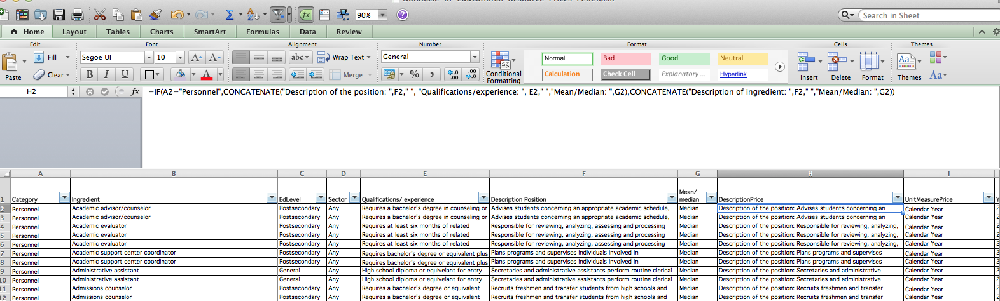 Database of Educational Resource Prices Feb21.xlsx
90%
Search in Sheet
Home Layout Tables Charts SmartArt Formulas Data Review
Edit Font Alignment Number Format Cells Themes
Fill Segoe UI 10 A A abc Wrap Text General Normal Bad Good Neutral
Paste Clear B I U A Merge % Conditional Formatting Calculation Check Cell Explanatory ... Hyperlink Insert Delete Format Themes Aa
H2 fx =IF(A2="Personnel",CONCATENATE("Description of the position: ",F2," ", "Qualifications/experience: ", E2," ","Mean/Median: ",G2),CONCATENATE("Description of ingredient: ",F2," ","Mean/Median: ",G2))
A B C D E F G H I
1 Category Ingredient EdLevel Sector Qualifications/ experience Description Position Mean/ median DescriptionPrice UnitMeasurePrice Y
2 Personnel Academic advisor/counselor Postsecondary Any Requires a bachelor's degree in counseling or Advises students concerning an appropriate academic schedule, Median Description of the position: Advises students concerning an Calendar Year 2
3 Personnel Academic advisor/counselor Postsecondary Any Requires a bachelor's degree in counseling or Advises students concerning an appropriate academic schedule, Median Description of the position: Advises students concerning an Calendar Year 2
4 Personnel Academic evaluator Postsecondary Any Requires at least six months of related Responsible for reviewing, analyzing, assessing and processing Median Description of the position: Responsible for reviewing, analyzing, Calendar Year 2
5 Personnel Academic evaluator Postsecondary Any Requires at least six months of related Responsible for reviewing, analyzing, assessing and processing Median Description of the position: Responsible for reviewing, analyzing, Calendar Year 2
6 Personnel Academic evaluator Postsecondary Any Requires at least six months of related Responsible for reviewing, analyzing, assessing and processing Median Description of the position: Responsible for reviewing, analyzing, Calendar Year 2
7 Personnel Academic support center coordinator Postsecondary Any Requires bachelor's degree or equivalent plus Plans programs and supervises individuals involved in Median Description of the position: Plans programs and supervises Calendar Year 2
8 Personnel Academic support center coordinator Postsecondary Any Requires bachelor's degree or equivalent plus Plans programs and supervises individuals involved in Median Description of the position: Plans programs and supervises Calendar Year 2
9 Personnel Administrative assistant General Any High school diploma or equivelant for entry Secretaries and administrative assistants perform routine clerical Median Description of the position: Secretaries and administrative Calendar Year 2
10 Personnel Administrative assistant General Any High school diploma or equivelant for entry Secretaries and administrative assistants perform routine clerical Median Description of the position: Secretaries and administrative Calendar Year 2
11 Personnel Admissions counselor Postsecondary Any Requires a bachelor's degree or equivalent Recruits freshmen and transfer students from high schools and Median Description of the position: Recruits freshmen and transfer Calendar Year 2
12 Personnel Admissions counselor Postsecondary Any Requires a bachelor's degree or equivalent Recruits freshmen and transfer students from high schools and Median Description of the position: Recruits freshmen and transfer Calendar Year 2